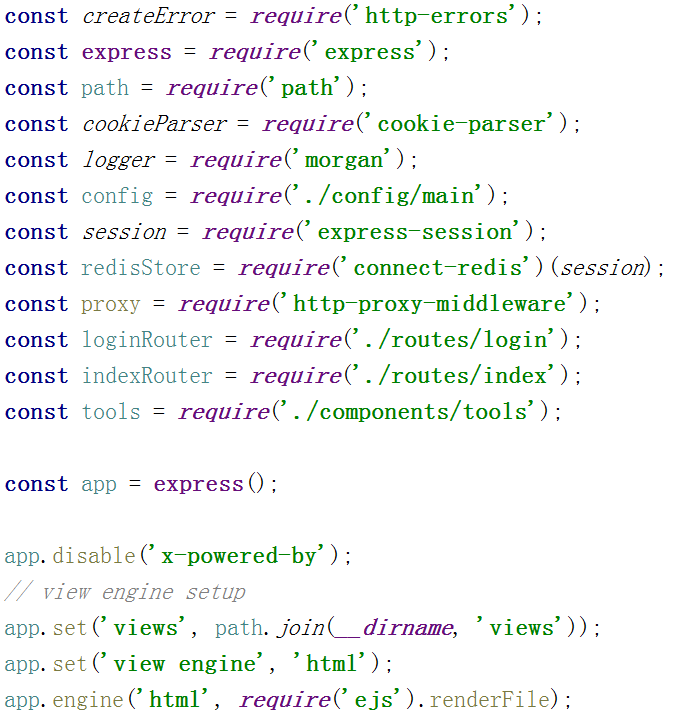 const createError = require('http-errors');
const express = require('express');
const path = require('path');
const cookieParser = require('cookie-parser');
const logger = require('morgan');
const config = require('./config/main');
const session = require('express-session');
const redisStore = require('connect-redis')(session);
const proxy = require('http-proxy-middleware');
const loginRouter = require('./routes/login');
const indexRouter = require('./routes/index');
const tools = require('./components/tools');
const app = express();
app.disable('x-powered-by');
// view engine setup
app.set('views', path.join(__dirname, 'views'));
app.set('view engine', 'html');
app.engine('html', require('ejs').renderFile);